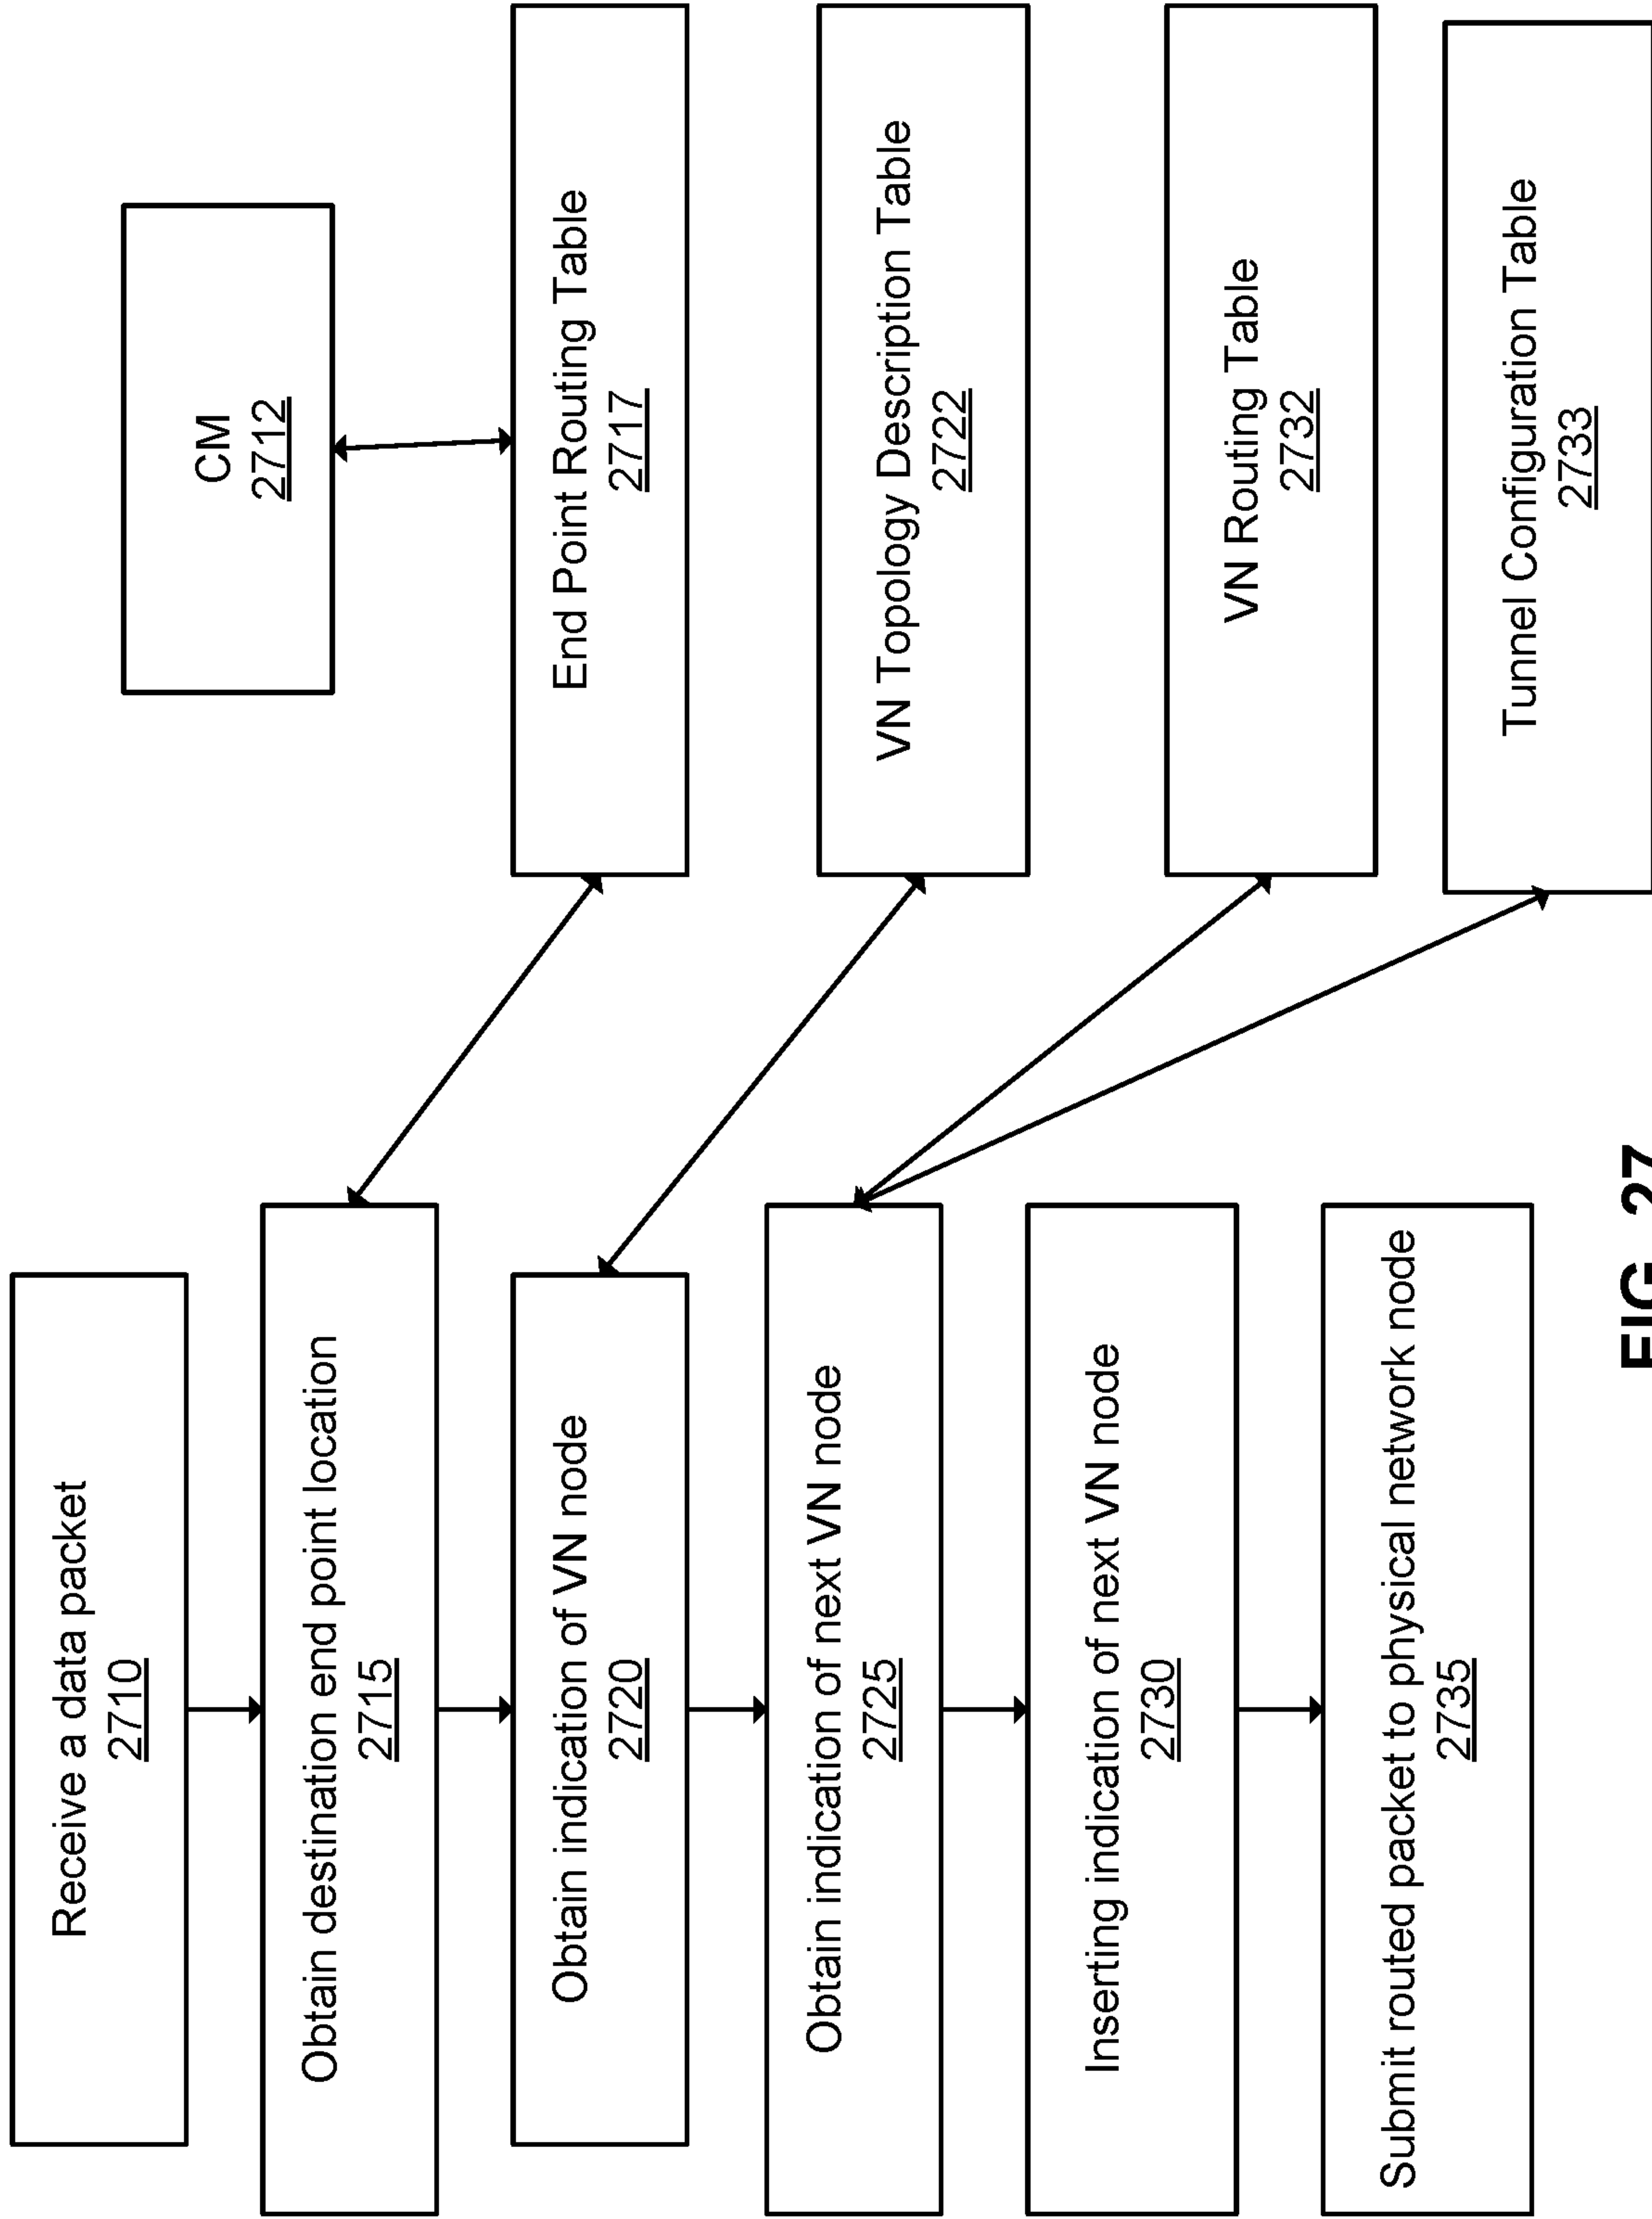 Receive a data packet
2710
Obtain destination end point location
2715
Obtain indication of VN node
2720
Obtain indication of next VN node
2725
Inserting indication of next VN node
2730
Submit routed packet to physical network node
2735
CM
2712
End Point Routing Table
2717
VN Topology Description Table
2722
VN Routing Table
2732
Tunnel Configuration Table
2733
FIG. 27